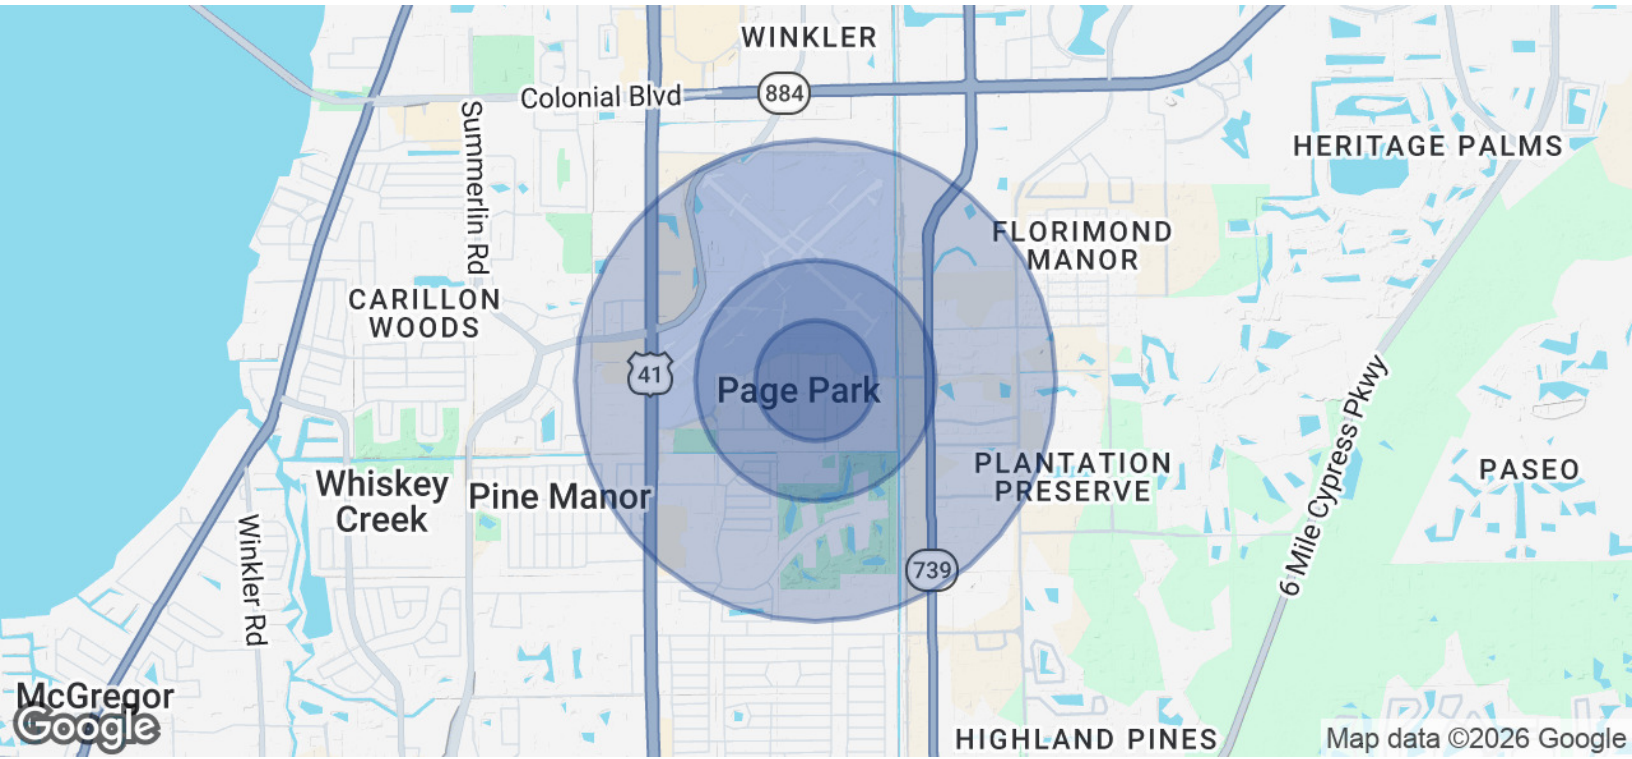 WINKLER
Colonial Blvd
884
Summerlin Rd
HERITAGE PALMS
FLORIMOND
MANOR
CARILLON
WOODS
41
Page Park
6 Mile Cypress Pkwy
PLANTATION
PRESERVE
PASEO
Whiskey
Creek
Pine Manor
Winkler Rd
739
McGregor
Google
HIGHLAND PINES
Map data ©2026 Google